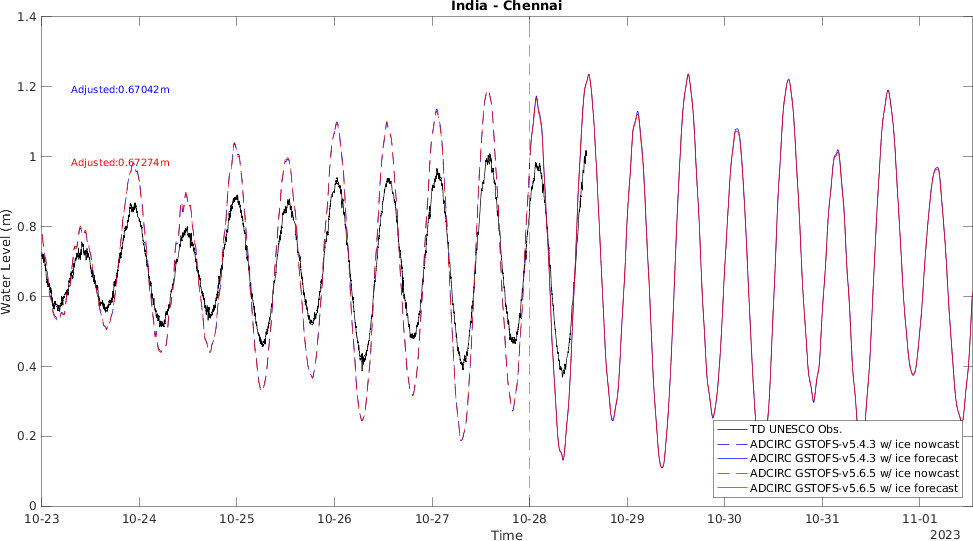 India - Chennai
1.4
1.2
1
0.8
0.6
0.4
0.2
0
Water Level (m)
Adjusted:0.67042m
Adjusted:0.67274m
TD UNESCO Obs.
ADCIRC GSTOFS-v5.4.3 w/ ice nowcast
ADCIRC GSTOFS-v5.4.3 w/ ice forecast
ADCIRC GSTOFS-v5.6.5 w/ ice nowcast
ADCIRC GSTOFS-v5.6.5 w/ ice forecast
10-23 10-24 10-25 10-26 10-27 10-28 10-29 10-30 10-31 11-01
Time
2023